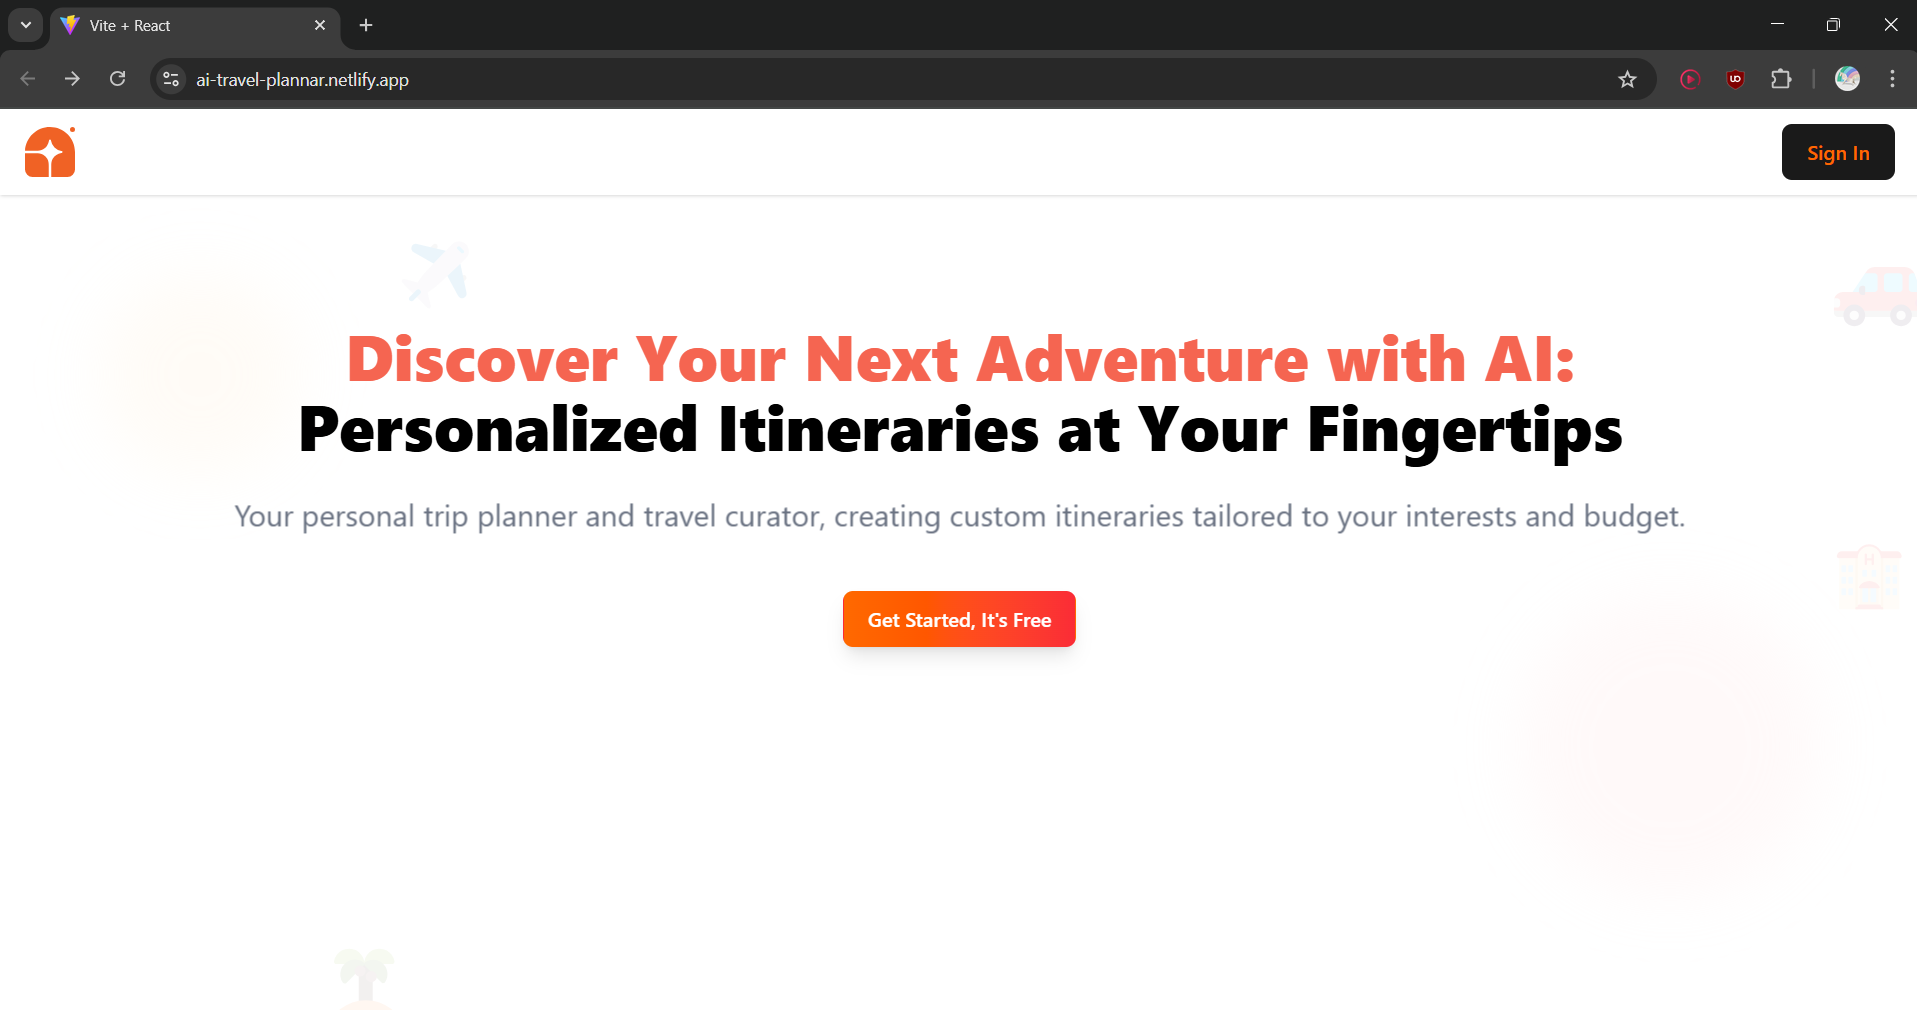 Vite + React
ai-travel-plannar.netlify.app
Sign In
Discover Your Next Adventure with AI:
Personalized Itineraries at Your Fingertips
Your personal trip planner and travel curator, creating custom itineraries tailored to your interests and budget.
H
Get Started, It's Free